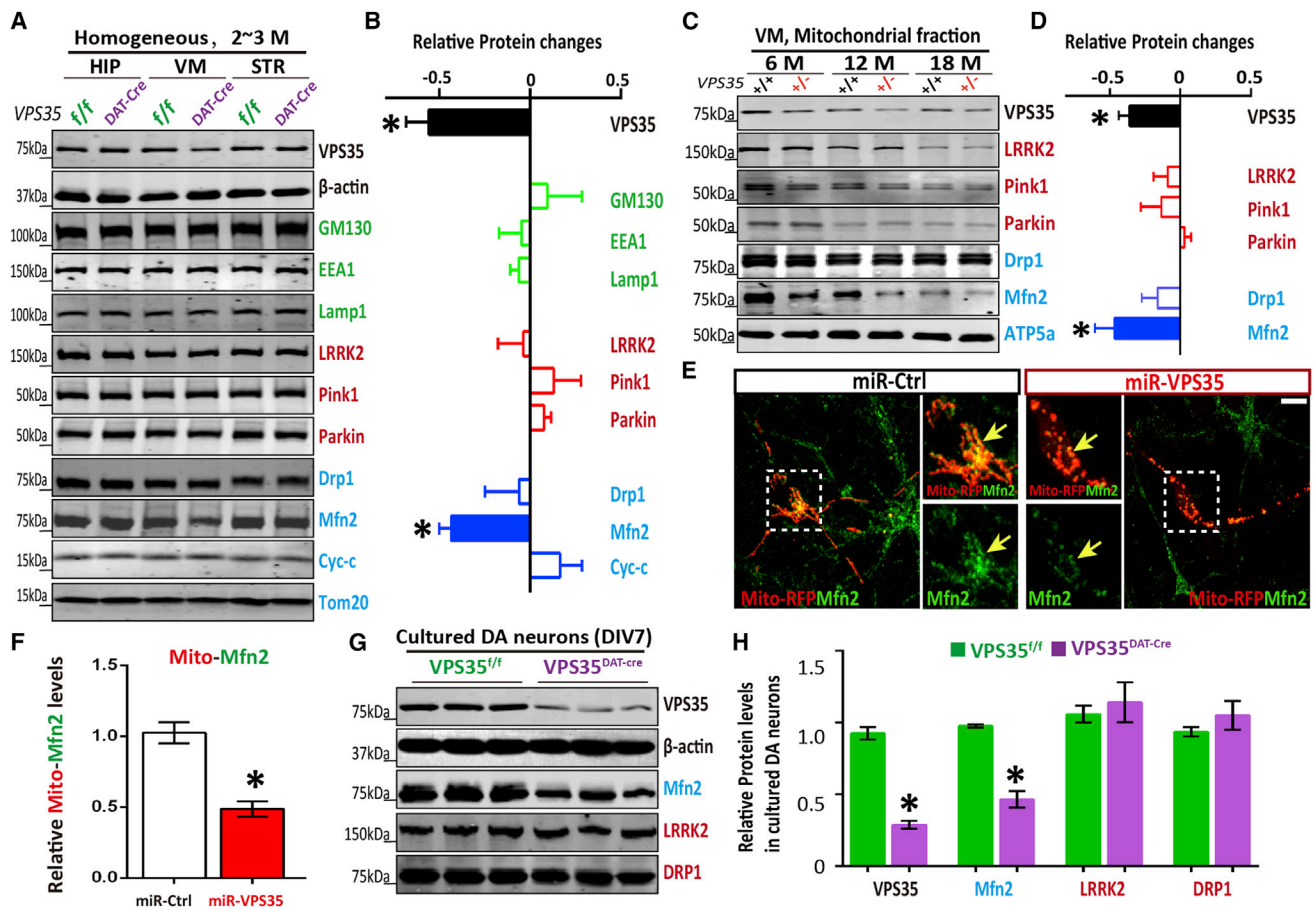 A
Homogeneous, 2~3 M
HIP VM STR
VPS35 f/f DAT-Cre f/f DAT-Cre f/f DAT-Cre
75kDa VPS35
37kDa β-actin
100kDa GM130
150kDa EEA1
100kDa Lamp1
150kDa LRRK2
50kDa Pink1
50kDa Parkin
75kDa Drp1
75kDa Mfn2
15kDa Cyc-c
15kDa Tom20
B
Relative Protein changes
-0.5 0 0.5
* VPS35
GM130
EEA1
Lamp1
LRRK2
Pink1
Parkin
Drp1
* Mfn2
Cyc-c
C
VM, Mitochondrial fraction
6 M 12 M 18 M
VPS35 +/+ +/- +/+ +/- +/+ +/-
75kDa VPS35
150kDa LRRK2
50kDa Pink1
50kDa Parkin
75kDa Drp1
75kDa Mfn2
50kDa ATP5a
D
Relative Protein changes
-0.5 0 0.5
* VPS35
LRRK2
Pink1
Parkin
Drp1
* Mfn2
E
miR-Ctrl miR-VPS35
Mito-RFPMfn2 Mito-RFPMfn2
Mito-RFPMfn2 Mfn2 Mfn2 Mito-RFPMfn2
F
Mito-Mfn2
Relative Mito-Mfn2 levels
1.5
1.0
0.5
0.0
*
miR-Ctrl miR-VPS35
G
Cultured DA neurons (DIV7)
VPS35f/f VPS35DAT-cre
75kDa VPS35
37kDa β-actin
75kDa Mfn2
150kDa LRRK2
75kDa DRP1
H
VPS35f/f VPS35DAT-Cre
Relative Protein levels
in cultured DA neurons
1.5
1.0
0.5
0
* *
VPS35 Mfn2 LRRK2 DRP1